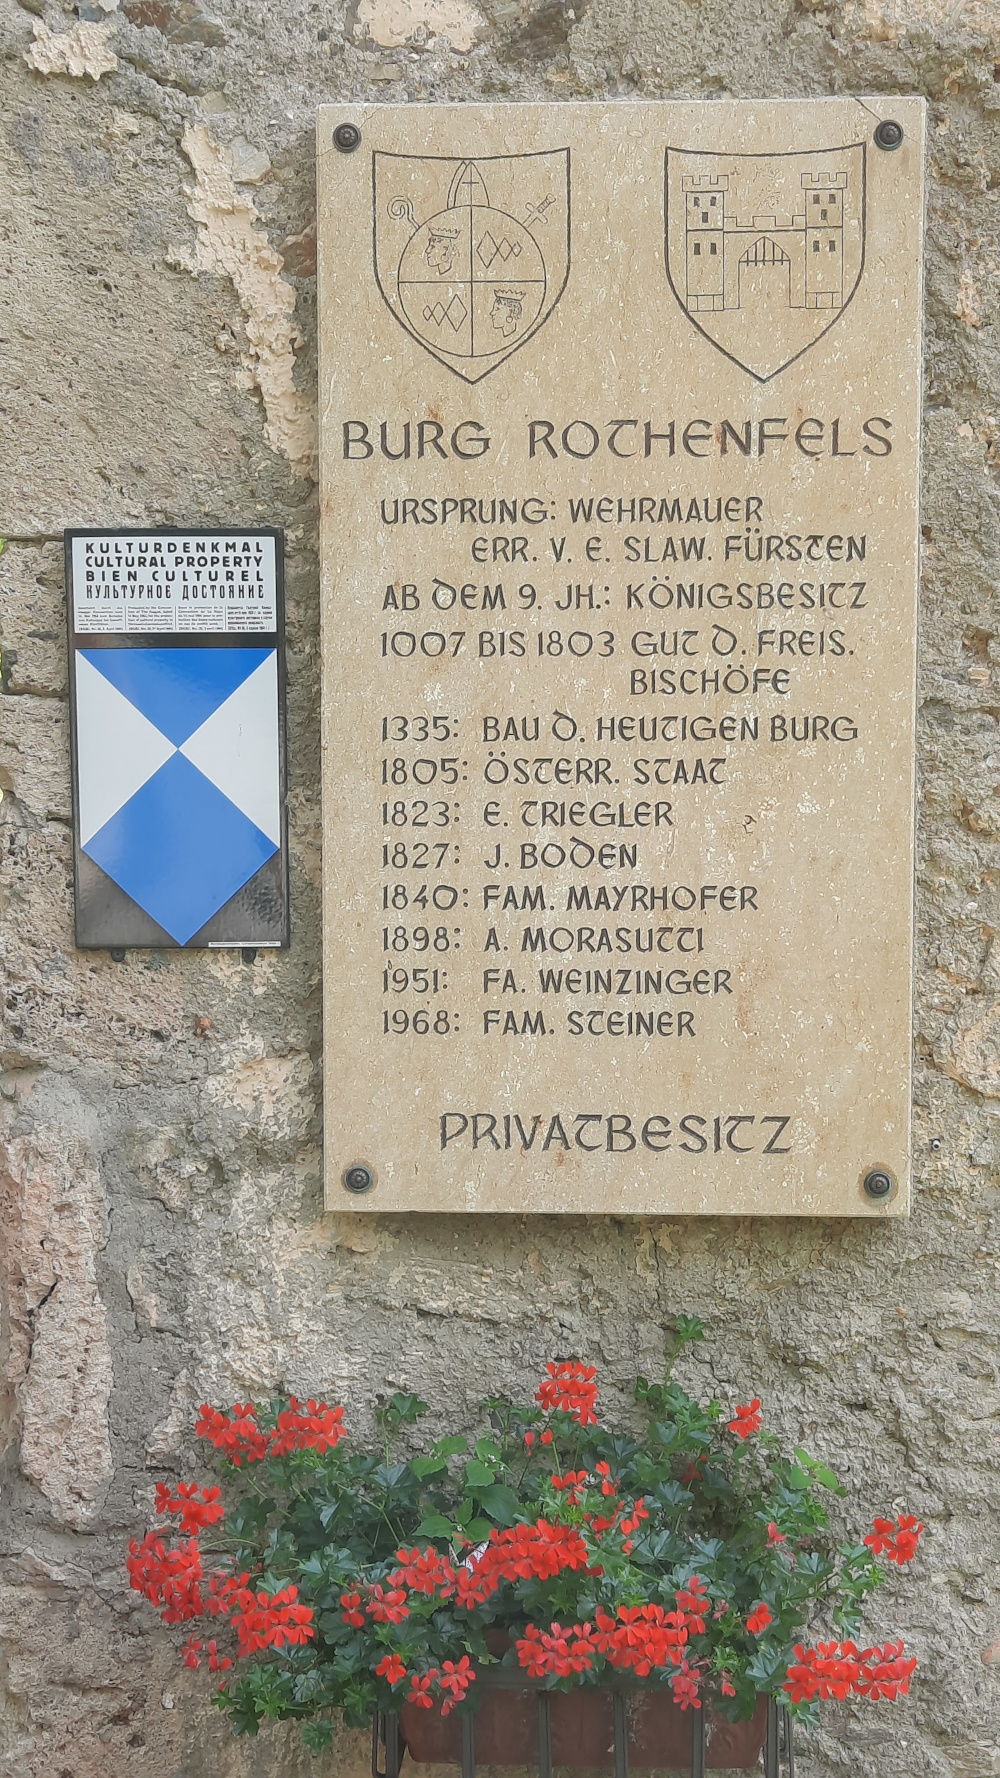 BURG ROTHENFELS
URSPRUNG: WEHRMAUER
ERR. V. E. SLAW. FÜRSTEN
AB DEM 9. JH.: KÖNIGSBESITZ
1007 BIS 1803 GUT D. FREIS.
BISCHÖFE
1335: BAU D. HEUTIGEN BURG
1805: ÖSTERR. STAAT
1823: E. TRIEGLER
1827: J. BODEN
1840: FAM. MAYRHOFER
1898: A. MORASUTTI
1951: FA. WEINZINGER
1968: FAM. STEINER
PRIVATBESITZ
KULTURDENKMAL
CULTURAL PROPERTY
BIEN CULTUREL
КУЛЬТУРНОЕ ДОСТОЯНИЕ